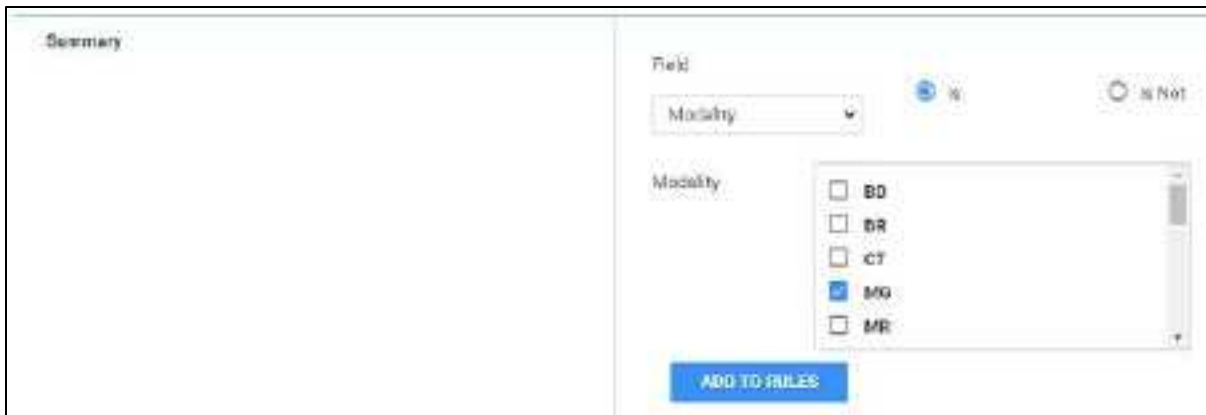 Summary
Field
Is
Is Not
Modality
Modality
BD
BR
CT
MG
MR
ADD TO RULES